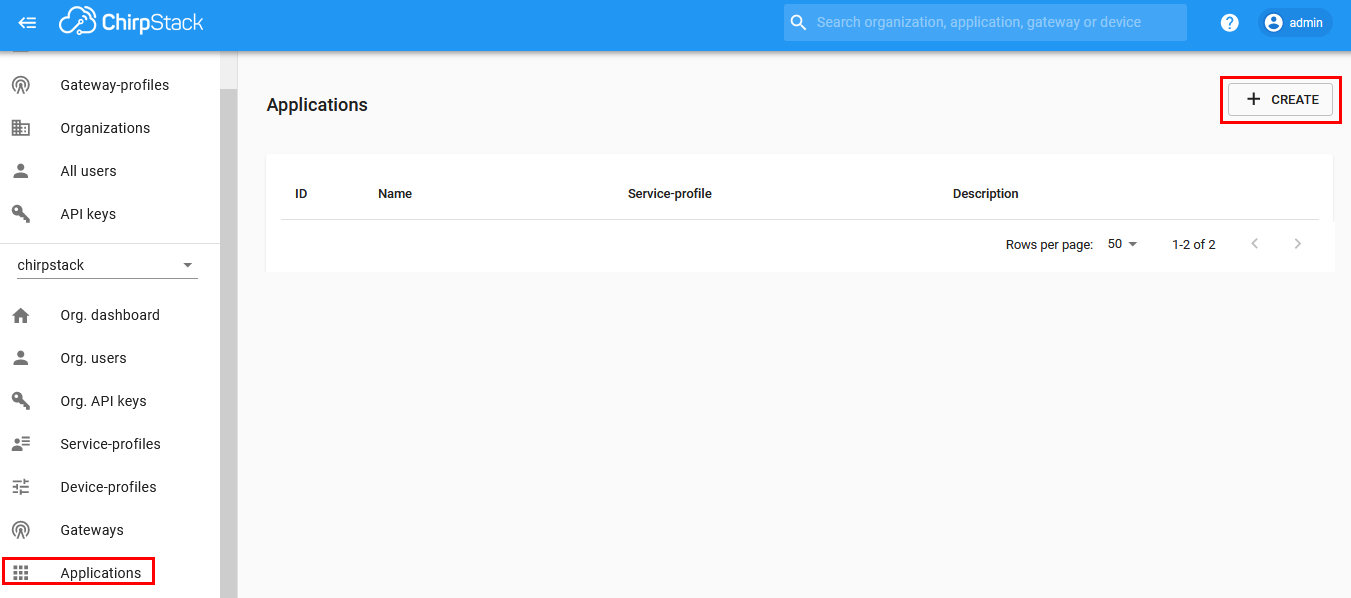 ChirpStack
Search organization, application, gateway or device
?
admin
Gateway-profiles
Organizations
All users
API keys
chirpstack
Org. dashboard
Org. users
Org. API keys
Service-profiles
Device-profiles
Gateways
Applications
Applications
+ CREATE
ID Name Service-profile Description
Rows per page: 50 1-2 of 2 < >